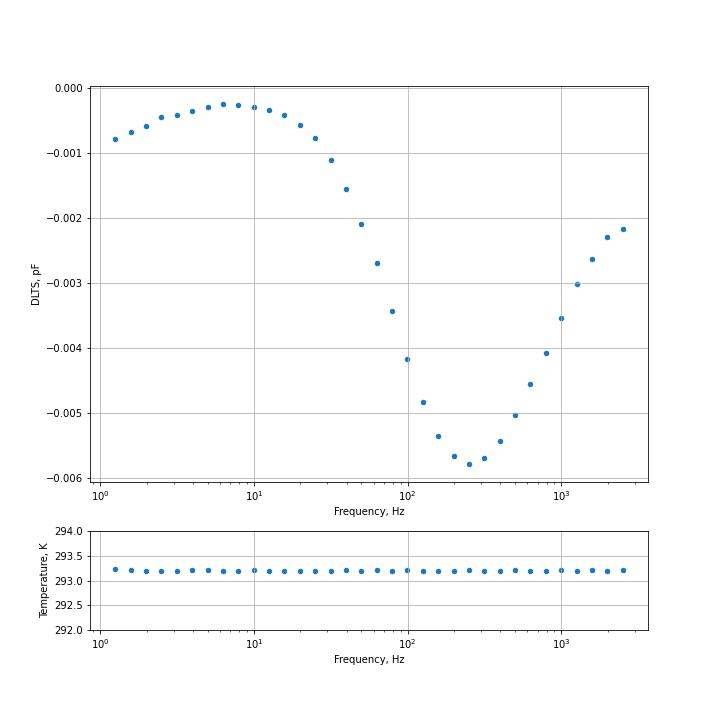 0.000
−0.001
−0.002
−0.003
−0.004
−0.005
−0.006
DLTS, pF
10⁰ 10¹ 10² 10³
Frequency, Hz
294.0
293.5
293.0
292.5
292.0
Temperature, K
10⁰ 10¹ 10² 10³
Frequency, Hz